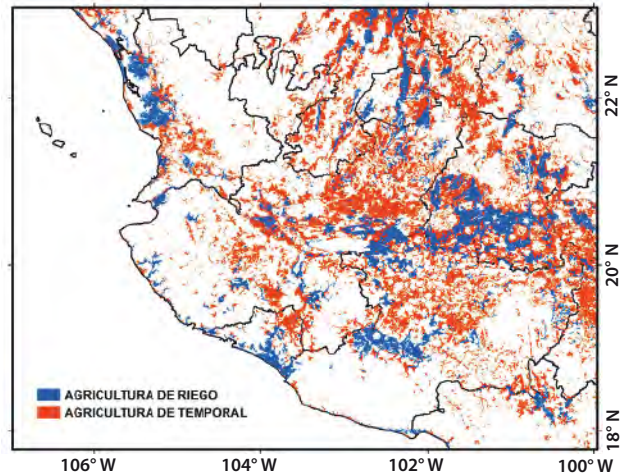 22° N
20° N
AGRICULTURA DE RIEGO
AGRICULTURA DE TEMPORAL
18° N
106° W
104° W
102° W
100° W